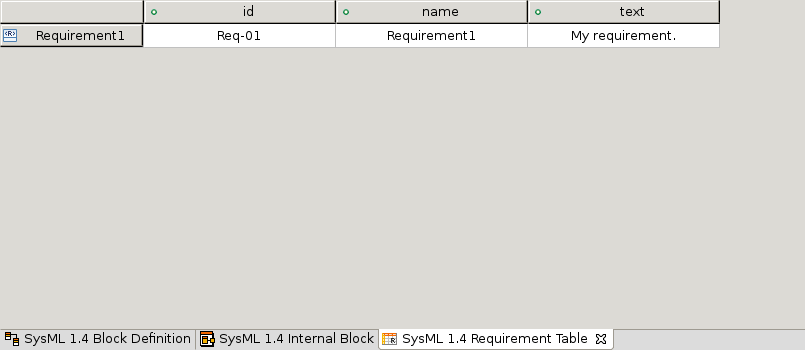 id name text
Requirement1 Req-01 Requirement1 My requirement.
SysML 1.4 Block Definition SysML 1.4 Internal Block SysML 1.4 Requirement Table